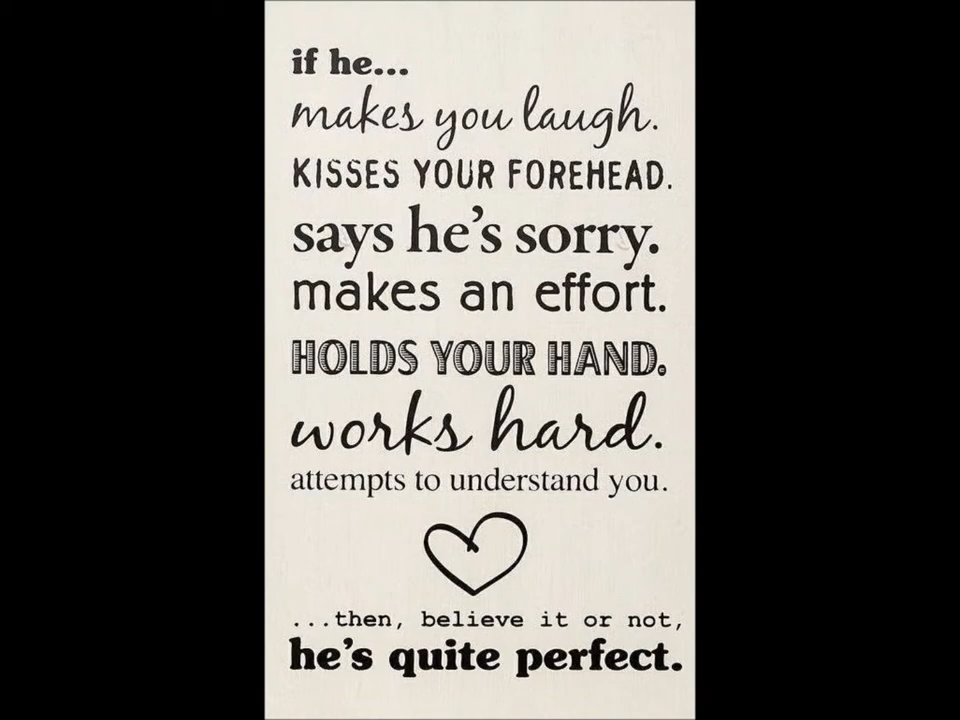 if he...
makes you laugh.
KISSES YOUR FOREHEAD.
says he's sorry.
makes an effort.
HOLDS YOUR HAND.
works hard.
attempts to understand you.
...then, believe it or not,
he's quite perfect.